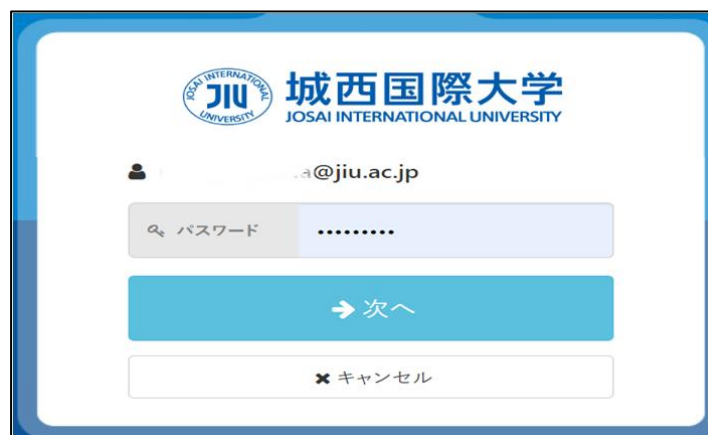 JOSAI INTERNATIONAL
JIU
UNIVERSITY
城西国際大学
JOSAI INTERNATIONAL UNIVERSITY
@jiu.ac.jp
パスワード •••••••••
次へ
キャンセル